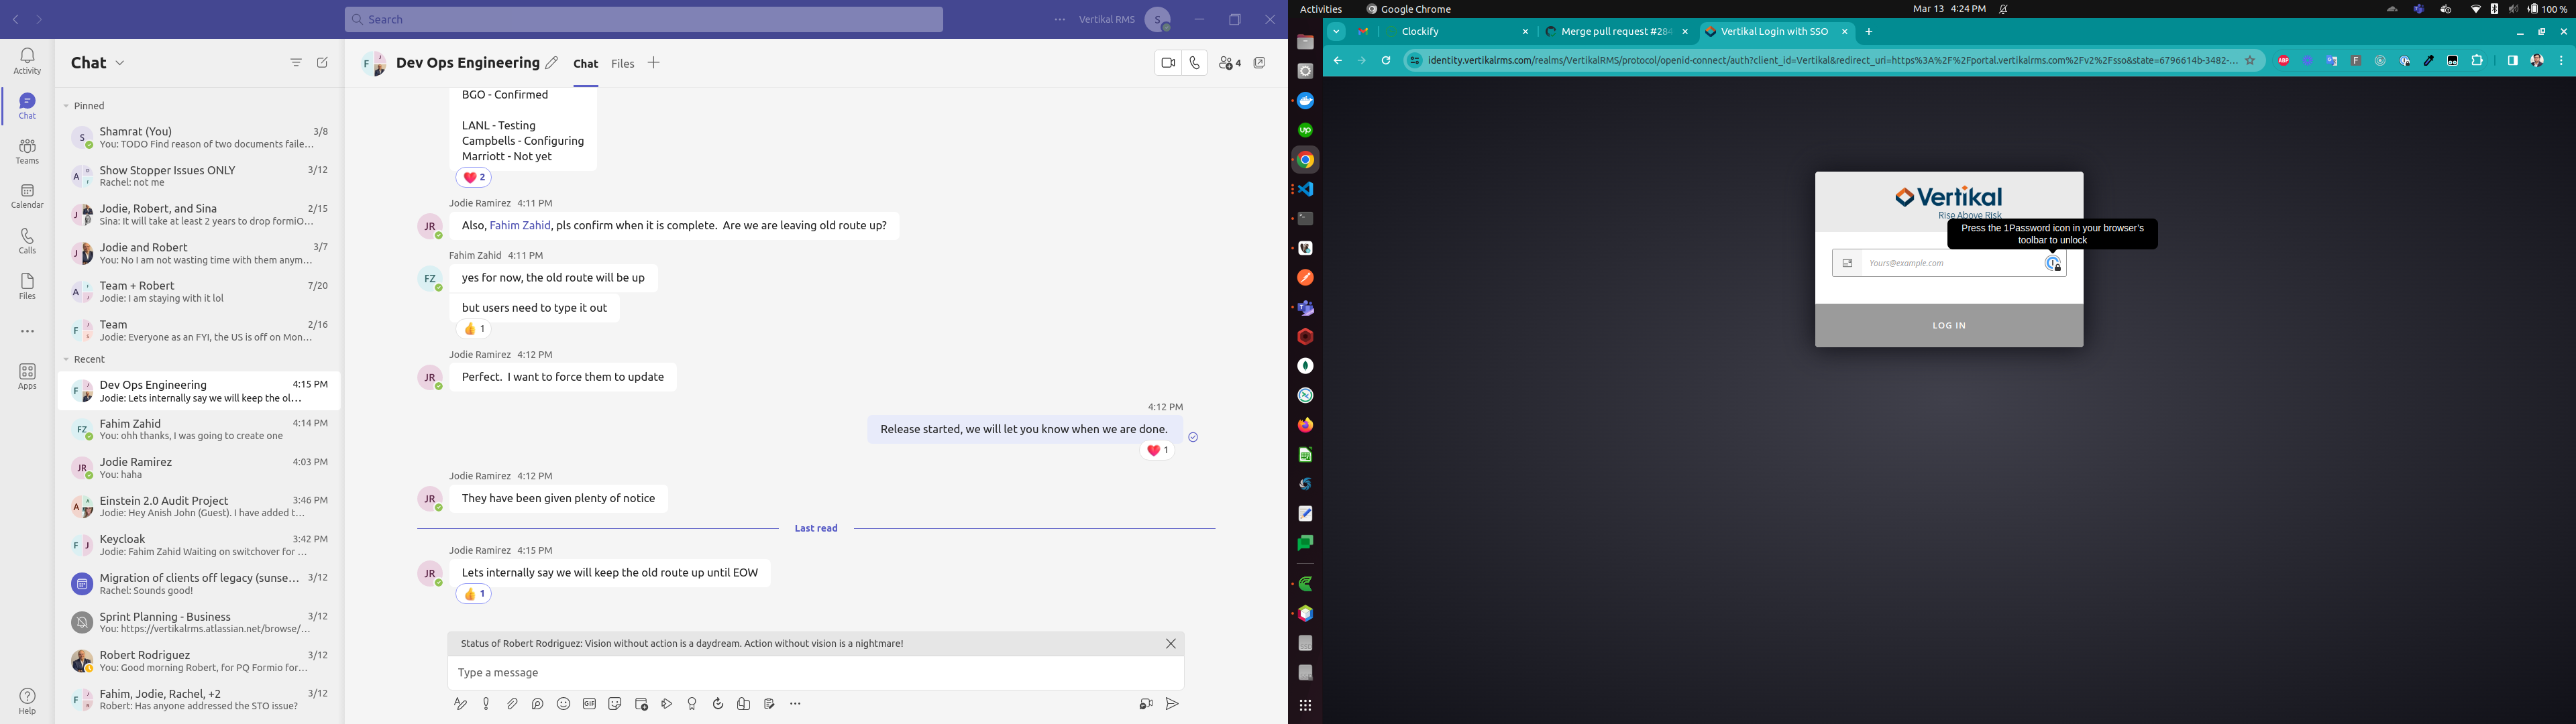 Search
Vertikal RMS
S
Activity
Chat
Teams
Calendar
Calls
Files
Apps
Help
Chat
Pinned
S
Shamrat (You)
3/8
You: TODO Find reason of two documents faile...
A
Show Stopper Issues ONLY
3/12
Rachel: not me
J
Jodie, Robert, and Sina
2/15
Sina: It will take at least 2 years to drop formiO...
J
Jodie and Robert
3/7
You: No I am not wasting time with them anym...
A
Team + Robert
7/20
Jodie: I am staying with it lol
F
Team
2/16
Jodie: Everyone as an FYI, the US is off on Mon...
Recent
F
Dev Ops Engineering
4:15 PM
Jodie: Lets internally say we will keep the ol...
FZ
Fahim Zahid
4:14 PM
You: ohh thanks, I was going to create one
JR
Jodie Ramirez
4:03 PM
You: haha
A
Einstein 2.0 Audit Project
3:46 PM
Jodie: Hey Anish John (Guest). I have added t...
F J
Keycloak
3:42 PM
Jodie: Fahim Zahid Waiting on switchover for ...
Migration of clients off legacy (sunse...
3/12
Rachel: Sounds good!
Sprint Planning - Business
3/12
You: https://vertikalrms.atlassian.net/browse/...
Robert Rodriguez
3/12
You: Good morning Robert, for PQ Formio for...
F
Fahim, Jodie, Rachel, +2
3/12
Robert: Has anyone addressed the STO issue?
F
Dev Ops Engineering
Chat
Files
4
BGO - Confirmed
LANL - Testing
Campbells - Configuring
Marriott - Not yet
2
Jodie Ramirez 4:11 PM
JR
Also, Fahim Zahid, pls confirm when it is complete. Are we are leaving old route up?
Fahim Zahid 4:11 PM
FZ
yes for now, the old route will be up
but users need to type it out
1
Jodie Ramirez 4:12 PM
JR
Perfect. I want to force them to update
4:12 PM
Release started, we will let you know when we are done.
1
Jodie Ramirez 4:12 PM
JR
They have been given plenty of notice
Last read
Jodie Ramirez 4:15 PM
JR
Lets internally say we will keep the old route up until EOW
1
Status of Robert Rodriguez: Vision without action is a daydream. Action without vision is a nightmare!
Type a message
GIF
Activities
Google Chrome
Mar 13 4:24 PM
100 %
Clockify
Merge pull request #284
Vertikal Login with SSO
identity.vertikalrms.com/realms/VertikalRMS/protocol/openid-connect/auth?client_id=Vertikal&redirect_uri=https%3A%2F%2Fportal.vertikalrms.com%2Fv2%2Fsso&state=6796614b-3482-...
ABP
up
Vertikal
Rise Above Risk
Press the 1Password icon in your browser's
toolbar to unlock
Yours@example.com
LOG IN